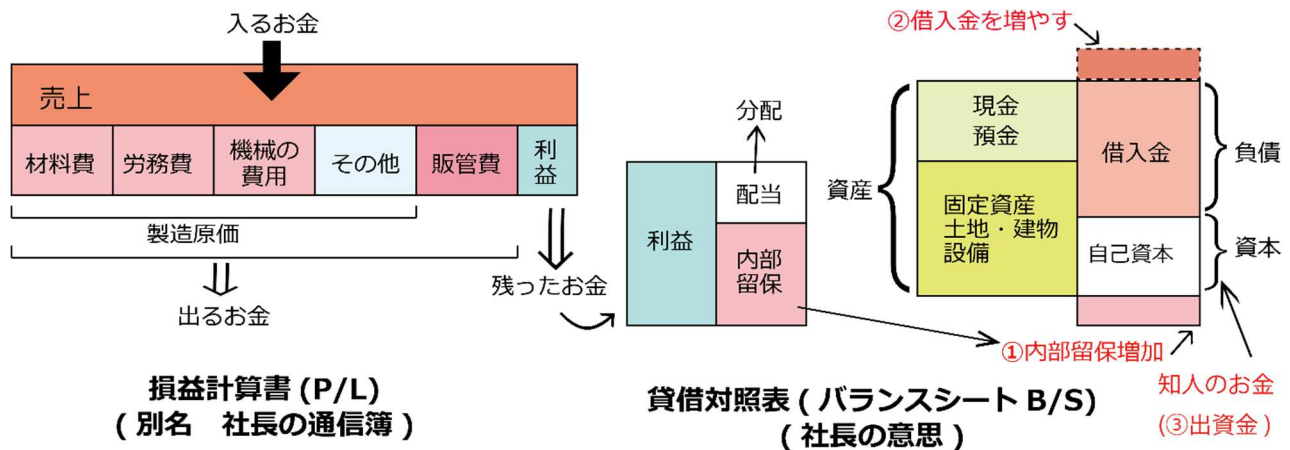 入るお金
売上
材料費
労務費
機械の
費用
その他
販管費
利
益
製造原価
出るお金
残ったお金
損益計算書 (P/L)
( 別名　社長の通信簿 )
分配
利益
配当
内部
留保
②借入金を増やす
資産
現金
預金
固定資産
土地・建物
設備
借入金
自己資本
負債
資本
①内部留保増加
知人のお金
(③出資金 )
貸借対照表 ( バランスシート B/S)
( 社長の意思 )